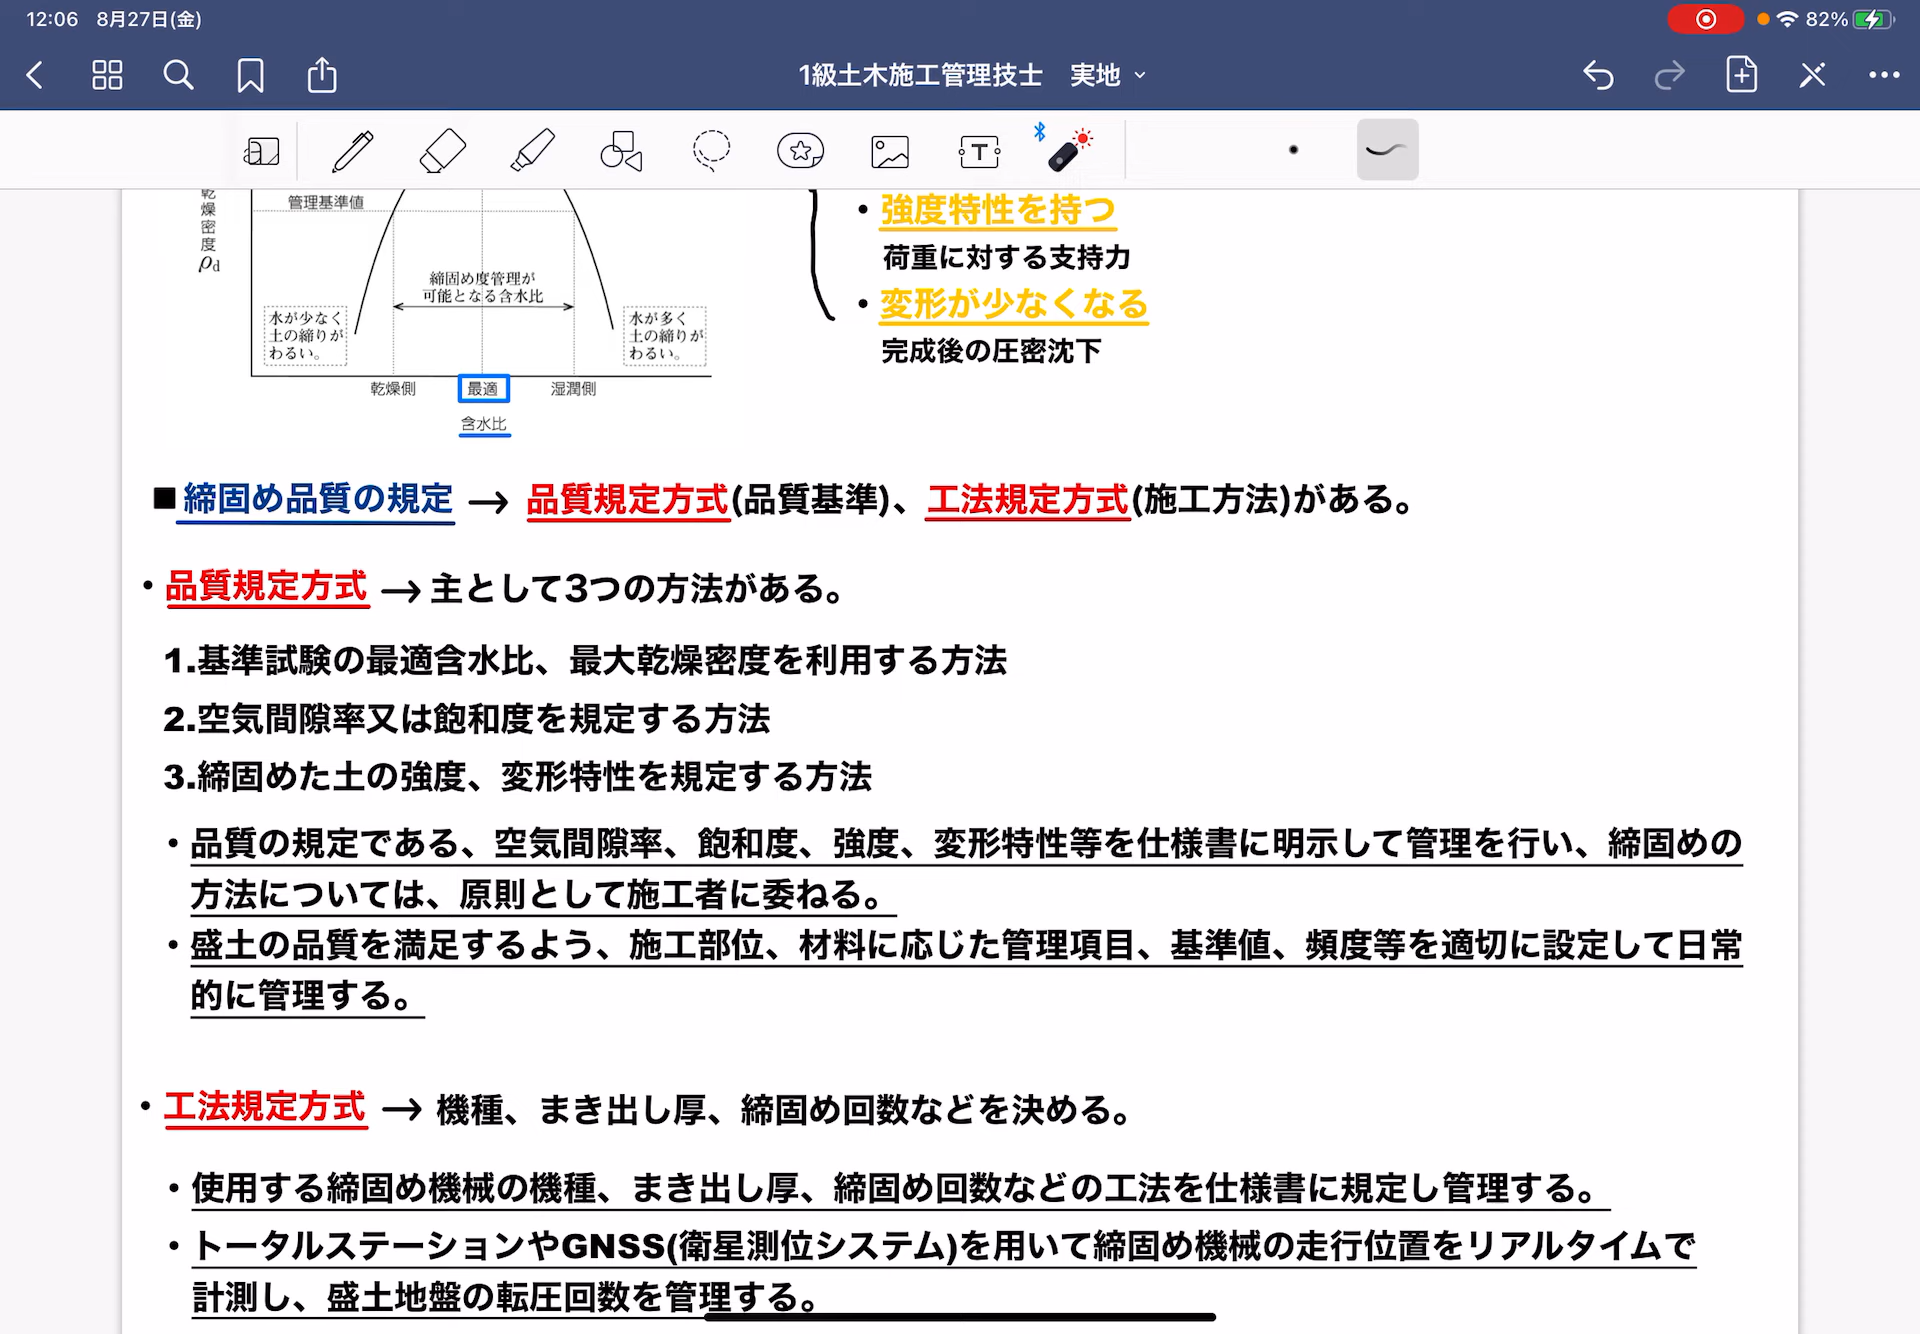 12:06 8月27日(金)
82%
1級土木施工管理技士 実地
a
T
乾燥密度
ρd
管理基準値
締固め度管理が
可能となる含水比
水が少なく
土の締りが
わるい。
水が多く
土の締りが
わるい。
乾燥側
最適
湿潤側
含水比
・強度特性を持つ
荷重に対する支持力
・変形が少なくなる
完成後の圧密沈下
■締固め品質の規定→ 品質規定方式(品質基準)、工法規定方式(施工方法)がある。
・品質規定方式→主として3つの方法がある。
1.基準試験の最適含水比、最大乾燥密度を利用する方法
2.空気間隙率又は飽和度を規定する方法
3.締固めた土の強度、変形特性を規定する方法
・品質の規定である、空気間隙率、飽和度、強度、変形特性等を仕様書に明示して管理を行い、締固めの
方法については、原則として施工者に委ねる。
・盛土の品質を満足するよう、施工部位、材料に応じた管理項目、基準値、頻度等を適切に設定して日常
的に管理する。
・工法規定方式→ 機種、まき出し厚、締固め回数などを決める。
・使用する締固め機械の機種、まき出し厚、締固め回数などの工法を仕様書に規定し管理する。
・トータルステーションやGNSS(衛星測位システム)を用いて締固め機械の走行位置をリアルタイムで
計測し、盛土地盤の転圧回数を管理する。